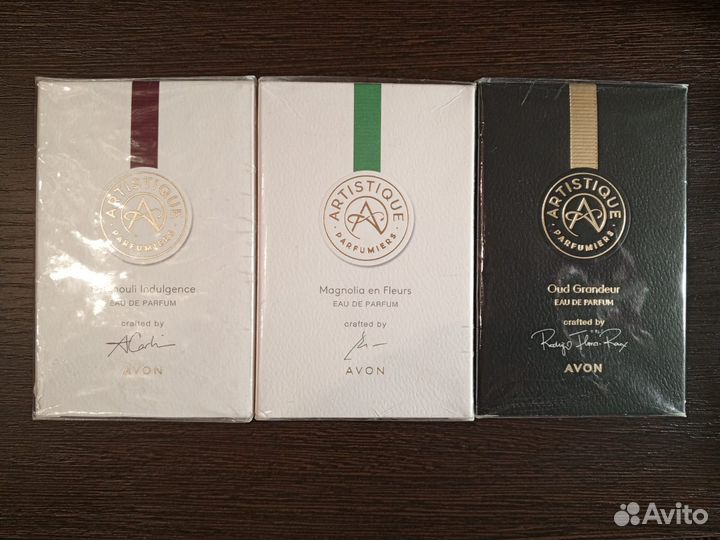 ARTISTIQUE
PARFUMIERS
Indulgence
EAU DE PARFUM
crafted by
AVON
ARTISTIQUE
PARFUMIERS
Magnolia en Fleurs
EAU DE PARFUM
crafted by
AVON
ARTISTIQUE
PARFUMIERS
Oud Grandeur
EAU DE PARFUM
crafted by
AVON
Avito